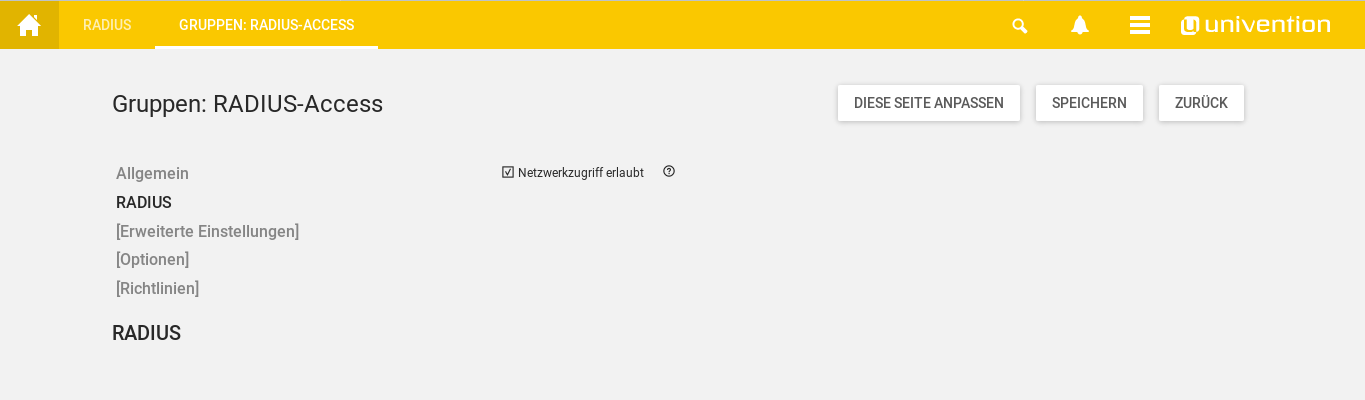 RADIUS
GRUPPEN: RADIUS-ACCESS
univention
Gruppen: RADIUS-Access
DIESE SEITE ANPASSEN
SPEICHERN
ZURÜCK
Allgemein
Netzwerkzugriff erlaubt
RADIUS
[Erweiterte Einstellungen]
[Optionen]
[Richtlinien]
RADIUS